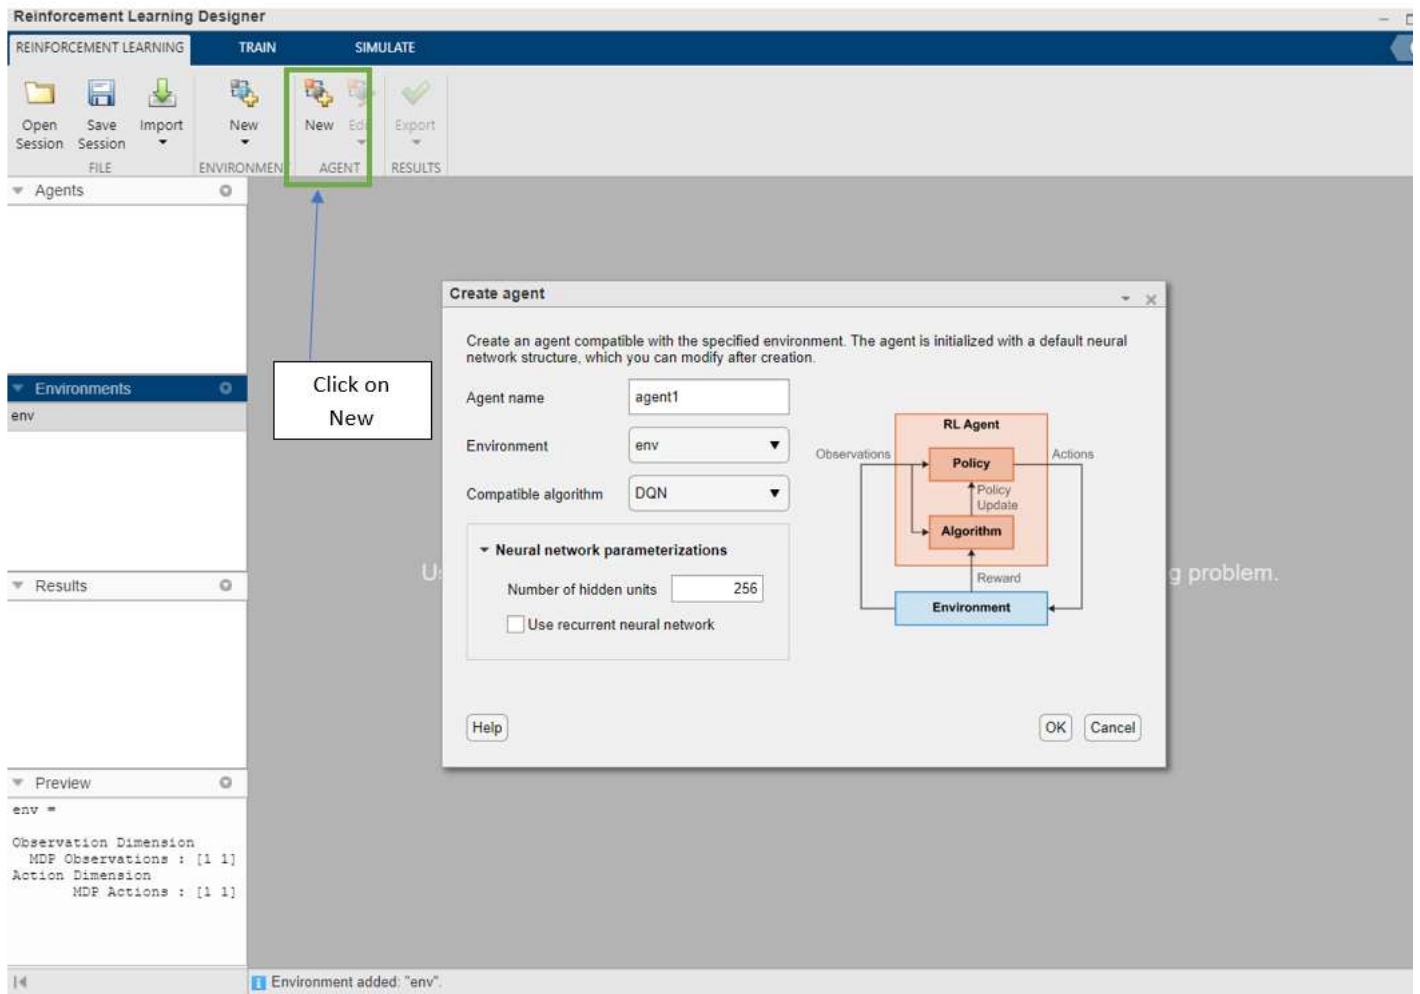 Reinforcement Learning Designer
REINFORCEMENT LEARNING TRAIN SIMULATE
Open Session
Save Session
Import
New
New
Edit
Export
FILE
ENVIRONMEN
AGENT
RESULTS
Agents
Environments
env
Results
Preview
env =
Observation Dimension
MDP Observations : [1 1]
Action Dimension
MDP Actions : [1 1]
Click on
New
Create agent
Create an agent compatible with the specified environment. The agent is initialized with a default neural
network structure, which you can modify after creation.
Agent name agent1
Environment env
Compatible algorithm DQN
Neural network parameterizations
Number of hidden units 256
Use recurrent neural network
RL Agent
Observations
Policy
Actions
Policy
Update
Algorithm
Reward
Environment
Help OK Cancel
g problem.
Environment added: "env".